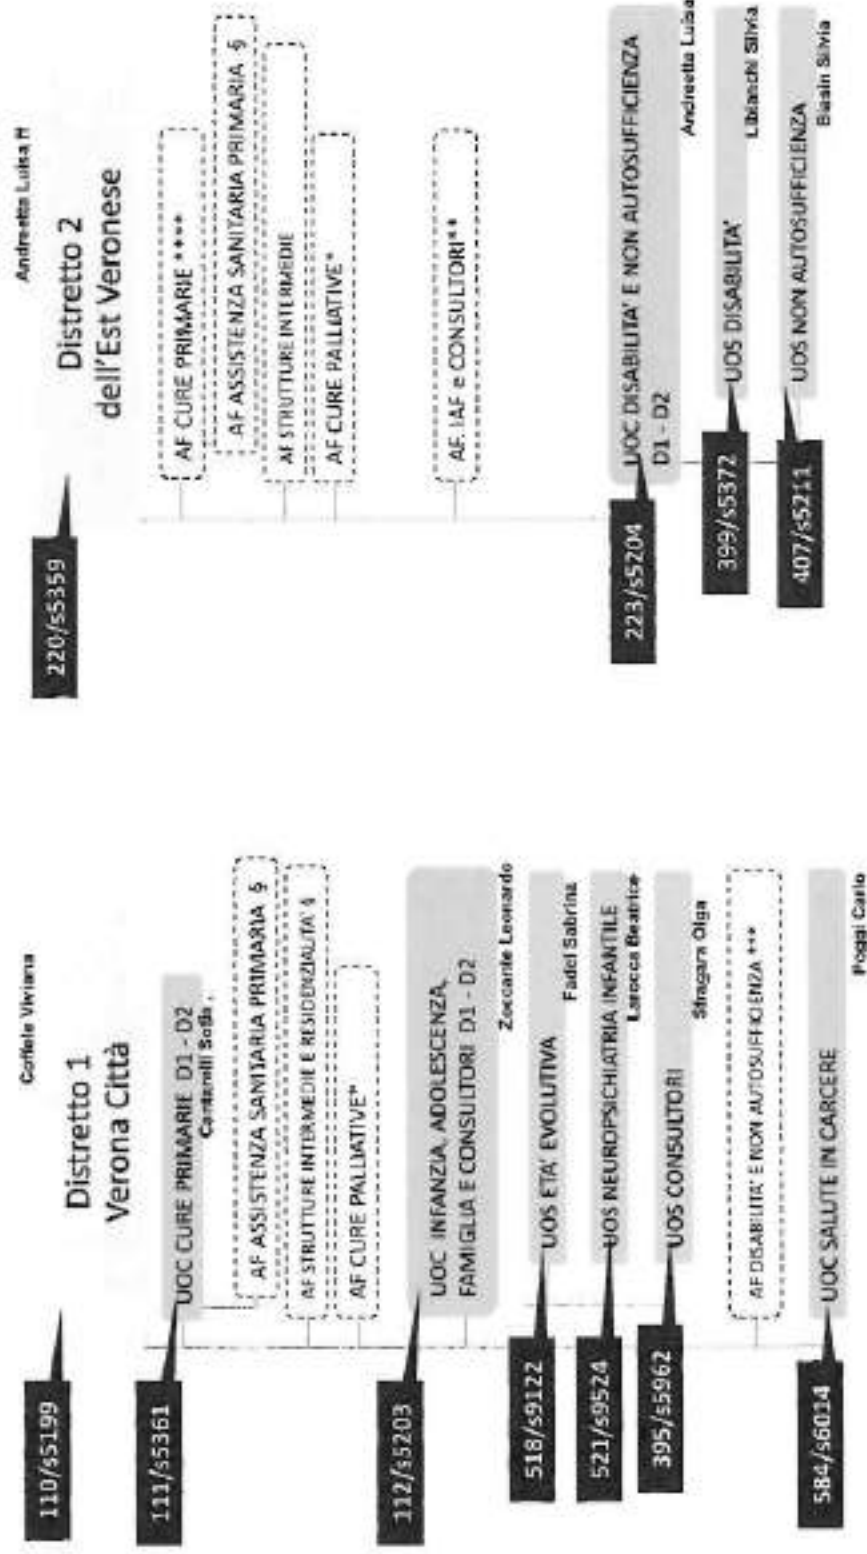 Coffele Viviana
Distretto 1
Verona Città
110/s5199
111/s5361
UOC CURE PRIMARIE D1 - D2
Cantarelli Sofia
AF ASSISTENZA SANITARIA PRIMARIA §
AF STRUTTURE INTERMEDIE E RESIDENZIALITA' §
AF CURE PALLIATIVE*
112/s5203
UOC INFANZIA, ADOLESCENZA,
FAMIGLIA E CONSULTORI D1 - D2
Zoccante Leonardo
518/s9122
UOS ETA' EVOLUTIVA
Fadel Sabrina
521/s9524
UOS NEUROPSICHIATRIA INFANTILE
Larocca Beatrice
395/s5962
UOS CONSULTORI
Stragara Olga
AF DISABILITA' E NON AUTOSUFFICIENZA ***
584/s6014
UOC SALUTE IN CARCERE
Poggi Carlo
Andreetta Luisa
Distretto 2
dell'Est Veronese
220/s5359
AF CURE PRIMARIE ****
AF ASSISTENZA SANITARIA PRIMARIA §
AF STRUTTURE INTERMEDIE
AF CURE PALLIATIVE*
AF. IAF e CONSULTORI**
223/s5204
UOC DISABILITA' E NON AUTOSUFFICIENZA
D1 - D2
Andreetta Luisa
399/s5372
UOS DISABILITA'
Libianchi Silvia
407/s5211
UOS NON AUTOSUFFICIENZA
Biasin Silvia